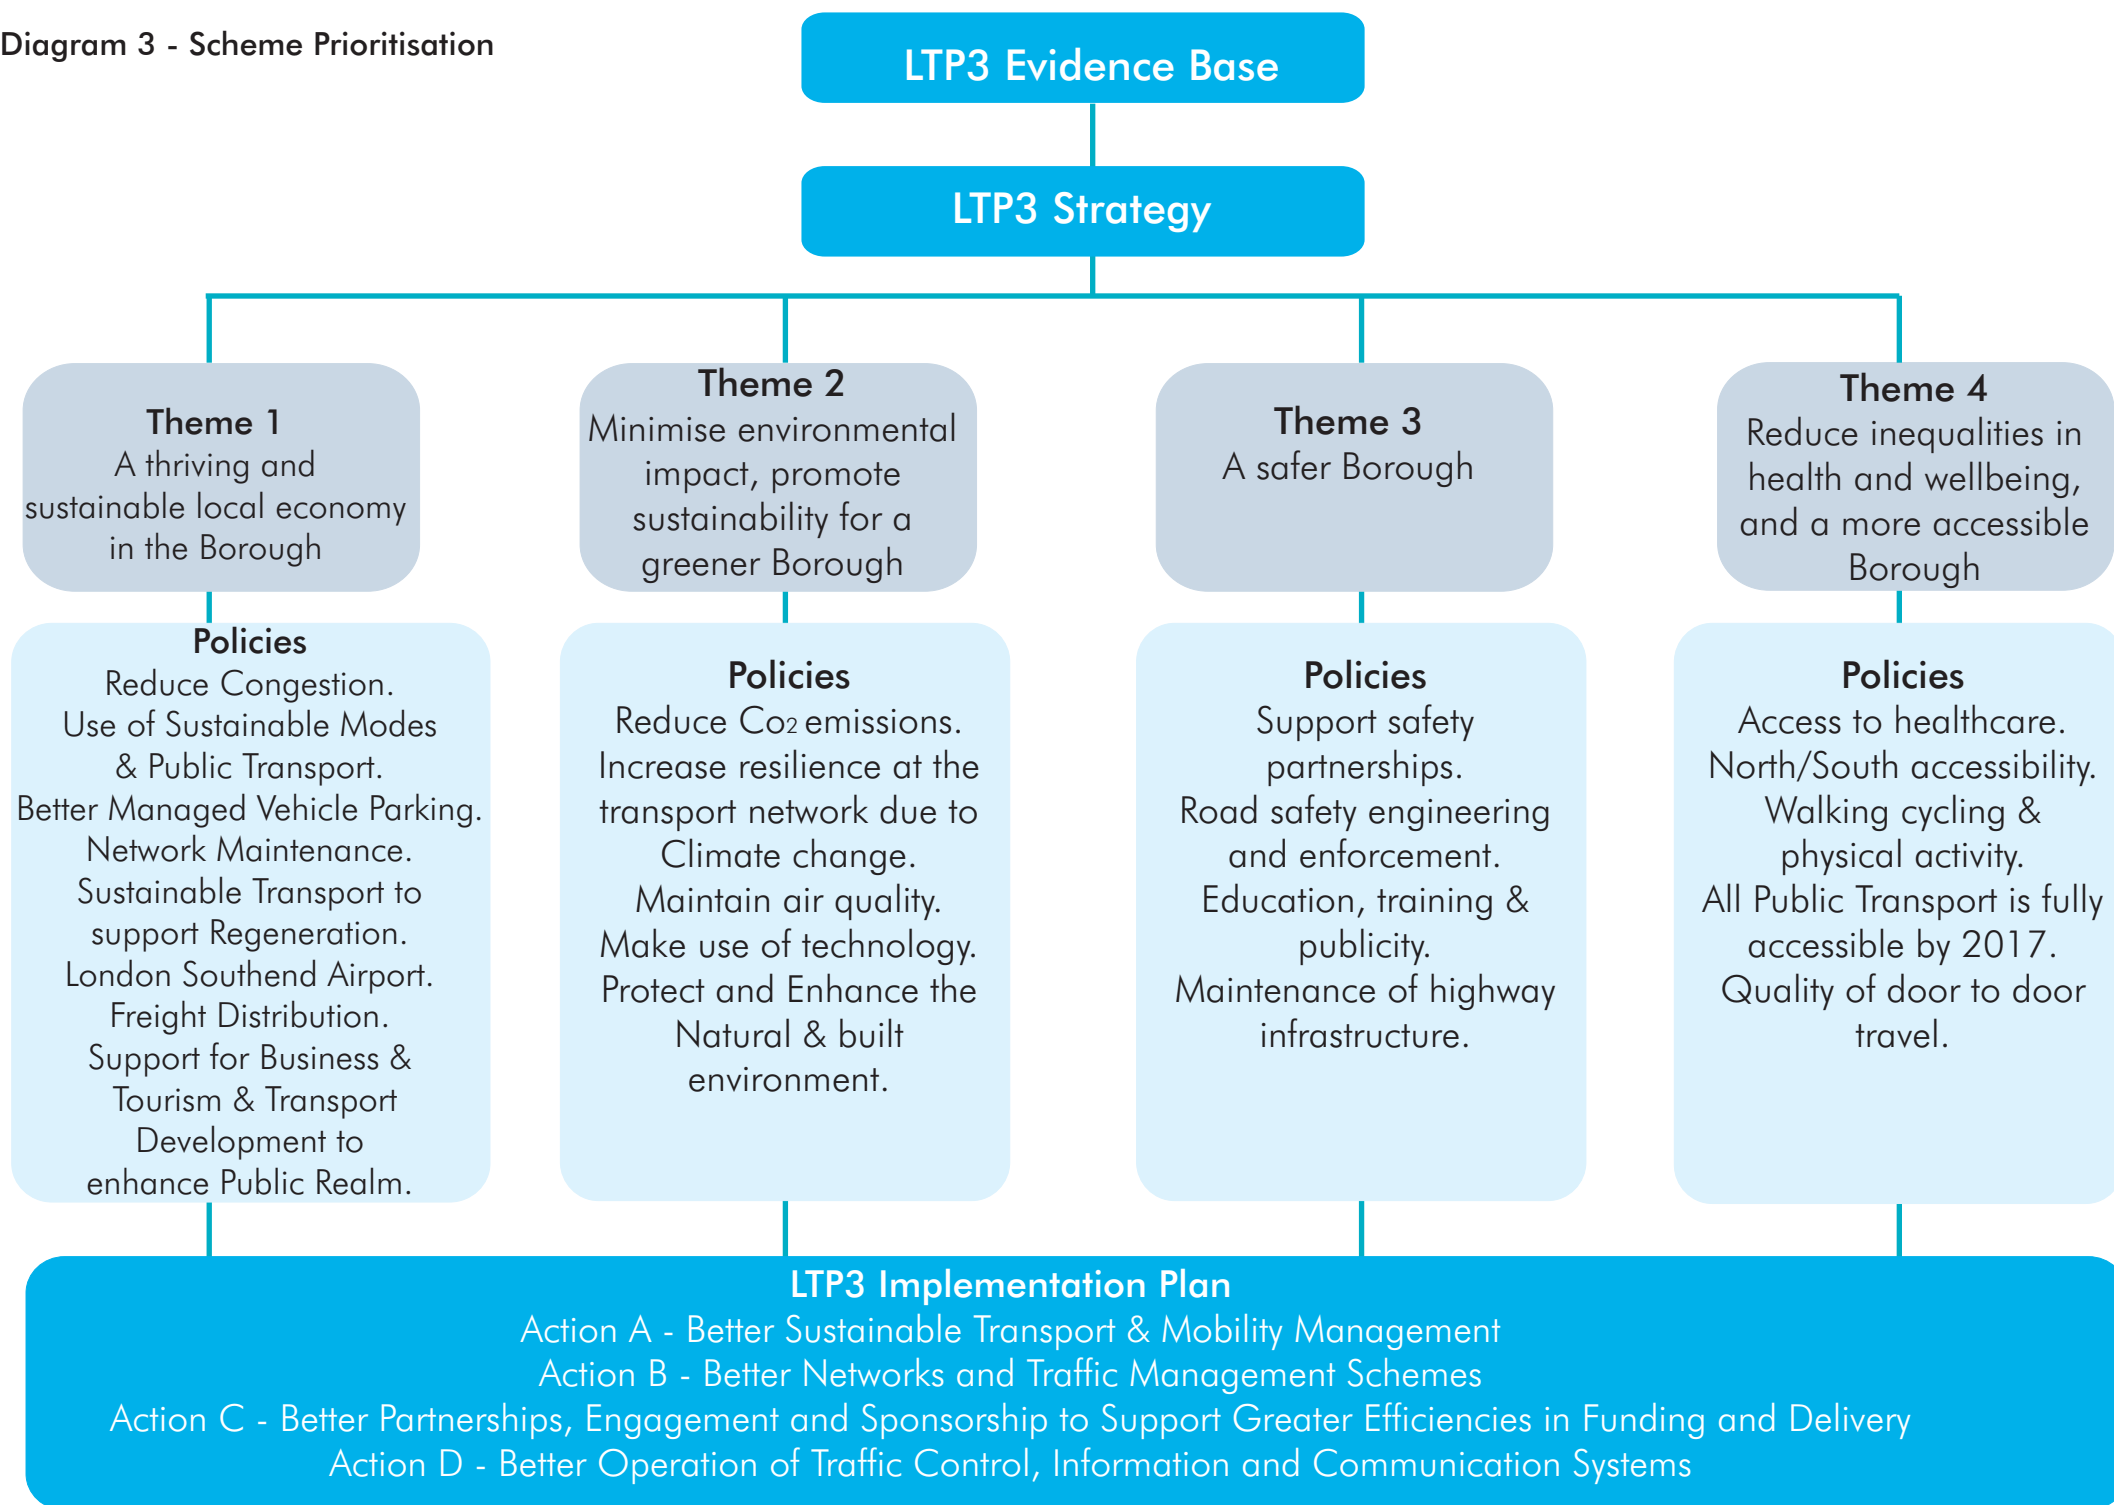 Diagram 3 - Scheme Prioritisation
LTP3 Evidence Base
LTP3 Strategy
Theme 1
A thriving and
sustainable local economy
in the Borough
Theme 2
Minimise environmental
impact, promote
sustainability for a
greener Borough
Theme 3
A safer Borough
Theme 4
Reduce inequalities in
health and wellbeing,
and a more accessible
Borough
Policies
Reduce Congestion.
Use of Sustainable Modes
& Public Transport.
Better Managed Vehicle Parking.
Network Maintenance.
Sustainable Transport to
support Regeneration.
London Southend Airport.
Freight Distribution.
Support for Business &
Tourism & Transport
Development to
enhance Public Realm.
Policies
Reduce Co2 emissions.
Increase resilience at the
transport network due to
Climate change.
Maintain air quality.
Make use of technology.
Protect and Enhance the
Natural & built
environment.
Policies
Support safety
partnerships.
Road safety engineering
and enforcement.
Education, training &
publicity.
Maintenance of highway
infrastructure.
Policies
Access to healthcare.
North/South accessibility.
Walking cycling &
physical activity.
All Public Transport is fully
accessible by 2017.
Quality of door to door
travel.
LTP3 Implementation Plan
Action A - Better Sustainable Transport & Mobility Management
Action B - Better Networks and Traffic Management Schemes
Action C - Better Partnerships, Engagement and Sponsorship to Support Greater Efficiencies in Funding and Delivery
Action D - Better Operation of Traffic Control, Information and Communication Systems